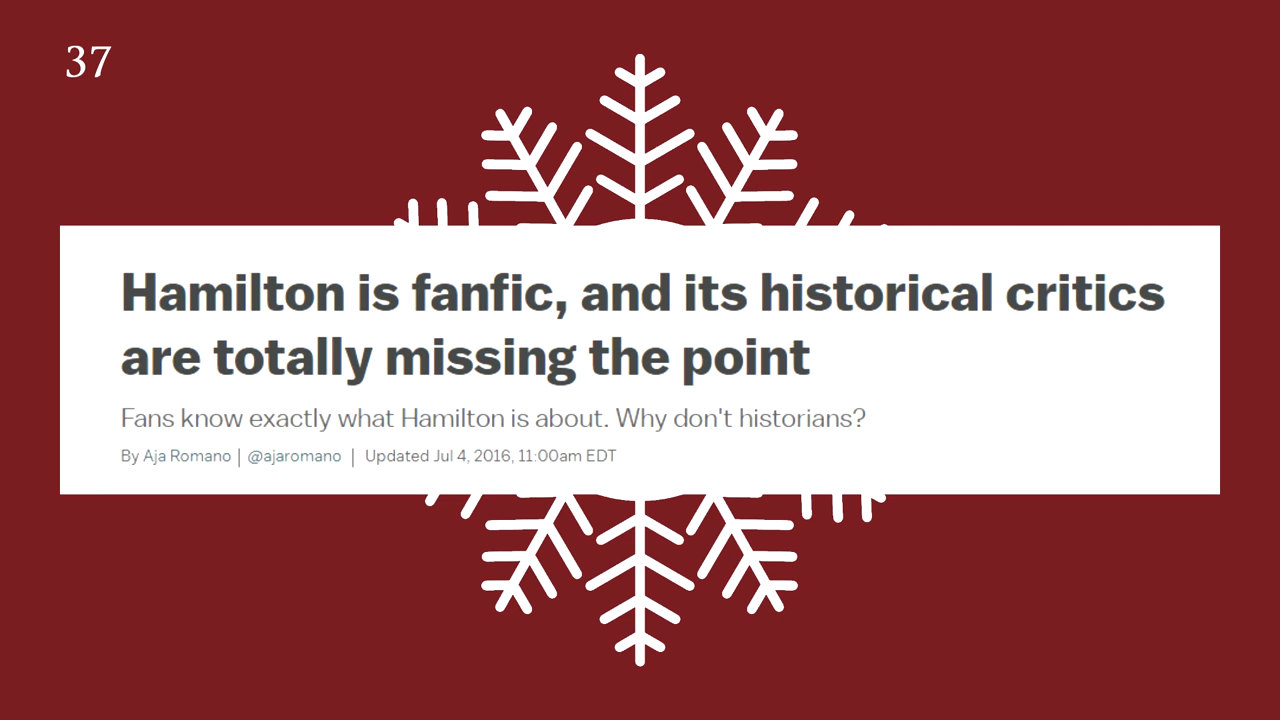 37
Hamilton is fanfic, and its historical critics
are totally missing the point
Fans know exactly what Hamilton is about. Why don't historians?
By Aja Romano | @ajaromano | Updated Jul 4, 2016, 11:00am EDT